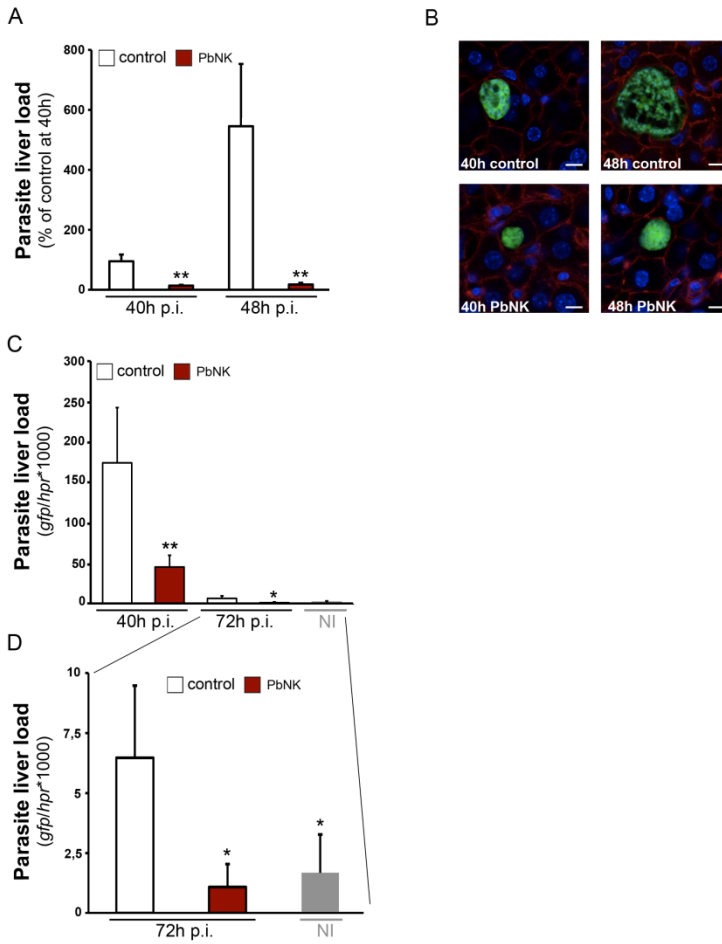 A
control PbNK
Parasite liver load
(% of control at 40h)
800
600
400
200
0
** **
40h p.i. 48h p.i.
B
40h control 48h control
40h PbNK 48h PbNK
C
control PbNK
Parasite liver load
(gfp/hpr*1000)
300
250
200
150
100
50
0
** *
40h p.i. 72h p.i. NI
D
control PbNK
Parasite liver load
(gfp/hpr*1000)
10
7,5
5
2,5
0
* *
72h p.i. NI